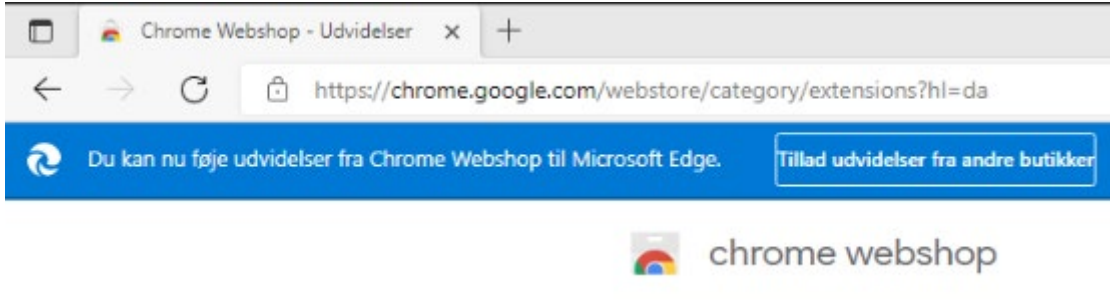 Chrome Webshop - Udvidelser
https://chrome.google.com/webstore/category/extensions?hl=da
Du kan nu føje udvidelser fra Chrome Webshop til Microsoft Edge. Tillad udvidelser fra andre butikker
chrome webshop